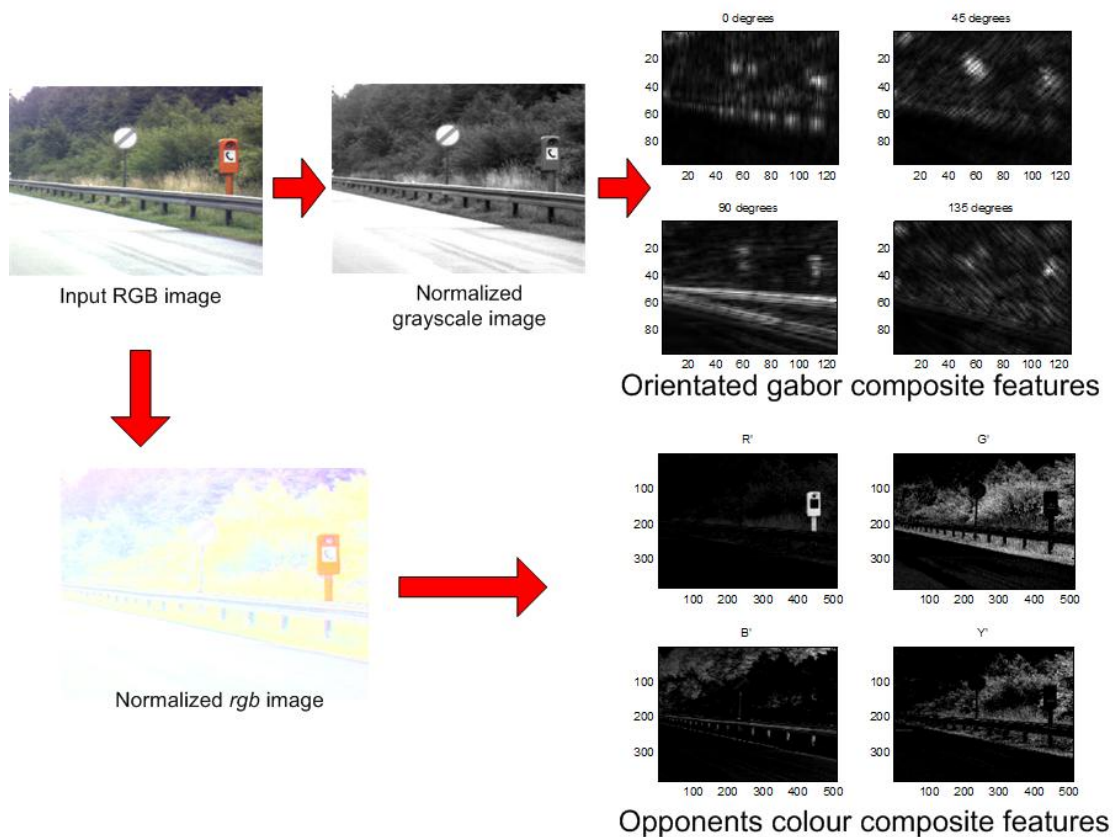 0 degrees
45 degrees
20
40
60
80
20 40 60 80 100 120
20
40
60
80
20 40 60 80 100 120
Input RGB image
Normalized
grayscale image
90 degrees
135 degrees
20
40
60
80
20 40 60 80 100 120
20
40
60
80
20 40 60 80 100 120
Orientated gabor composite features
Normalized rgb image
R'
G'
100
200
300
100 200 300 400 500
100
200
300
100 200 300 400 500
B'
Y'
100
200
300
100 200 300 400 500
100
200
300
100 200 300 400 500
Opponents colour composite features